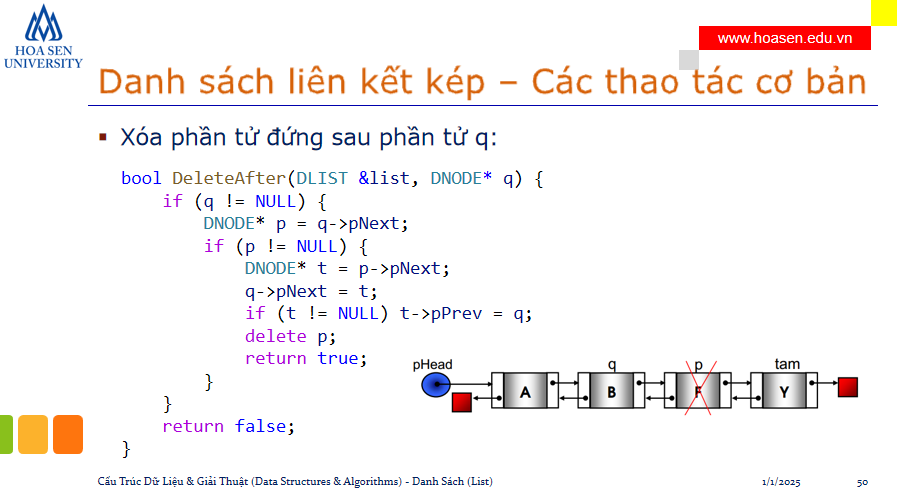 HOA SEN
UNIVERSITY
www.hoasen.edu.vn
Danh sách liên kết kép – Các thao tác cơ bản
Xóa phần tử đứng sau phần tử q:
bool DeleteAfter(DLIST &list, DNODE* q) {
if (q != NULL) {
DNODE* p = q->pNext;
if (p != NULL) {
DNODE* t = p->pNext;
q->pNext = t;
if (t != NULL) t->pPrev = q;
delete p;
return true;
}
}
return false;
}
pHead q p tam
A B F Y
Cấu Trúc Dữ Liệu & Giải Thuật (Data Structures & Algorithms) - Danh Sách (List) 1/1/2025 50